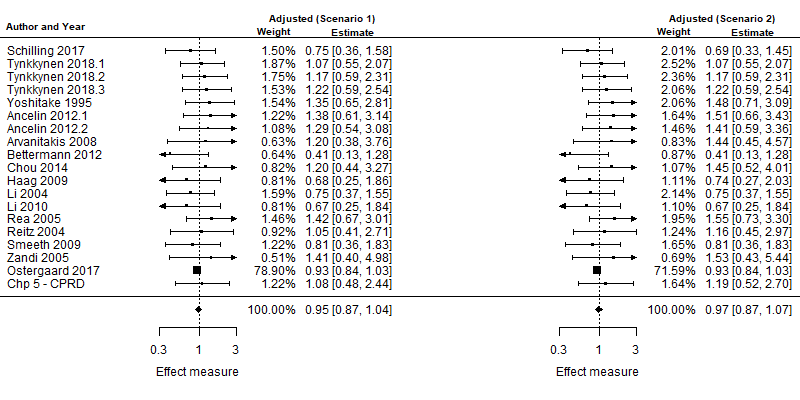 Adjusted (Scenario 1) Adjusted (Scenario 2)
Author and Year Weight Estimate Weight Estimate
Schilling 2017 1.50% 0.75 [0.36, 1.58] 2.01% 0.69 [0.33, 1.45]
Tynkkynen 2018.1 1.87% 1.07 [0.55, 2.07] 2.52% 1.07 [0.55, 2.07]
Tynkkynen 2018.2 1.75% 1.17 [0.59, 2.31] 2.36% 1.17 [0.59, 2.31]
Tynkkynen 2018.3 1.53% 1.22 [0.59, 2.54] 2.06% 1.22 [0.59, 2.54]
Yoshitake 1995 1.54% 1.35 [0.65, 2.81] 2.06% 1.48 [0.71, 3.09]
Ancelin 2012.1 1.22% 1.38 [0.61, 3.14] 1.64% 1.51 [0.66, 3.43]
Ancelin 2012.2 1.08% 1.29 [0.54, 3.08] 1.46% 1.41 [0.59, 3.36]
Arvanitakis 2008 0.63% 1.20 [0.38, 3.76] 0.83% 1.44 [0.45, 4.57]
Bettermann 2012 0.64% 0.41 [0.13, 1.28] 0.87% 0.41 [0.13, 1.28]
Chou 2014 0.82% 1.20 [0.44, 3.27] 1.07% 1.45 [0.52, 4.01]
Haag 2009 0.81% 0.68 [0.25, 1.86] 1.11% 0.74 [0.27, 2.03]
Li 2004 0.80% 0.75 [0.37, 1.55] 2.14% 0.75 [0.37, 1.55]
Li 2010 0.81% 0.67 [0.25, 1.84] 1.10% 0.67 [0.25, 1.84]
Rea 2005 1.46% 1.42 [0.67, 3.01] 1.95% 1.55 [0.73, 3.30]
Reitz 2004 0.92% 1.05 [0.41, 2.71] 1.24% 1.16 [0.45, 2.97]
Smeeth 2009 1.22% 0.81 [0.36, 1.83] 1.65% 0.81 [0.36, 1.83]
Zandi 2005 0.51% 1.41 [0.40, 4.98] 0.69% 1.53 [0.43, 5.44]
Ostergaard 2017 78.90% 0.93 [0.84, 1.03] 71.59% 0.93 [0.84, 1.03]
Chp 5 - CPRD 1.22% 1.08 [0.48, 2.44] 1.64% 1.19 [0.52, 2.70]
100.00% 0.95 [0.87, 1.04] 100.00% 0.97 [0.87, 1.07]
0.3 1 3 0.3 1 3
Effect measure Effect measure